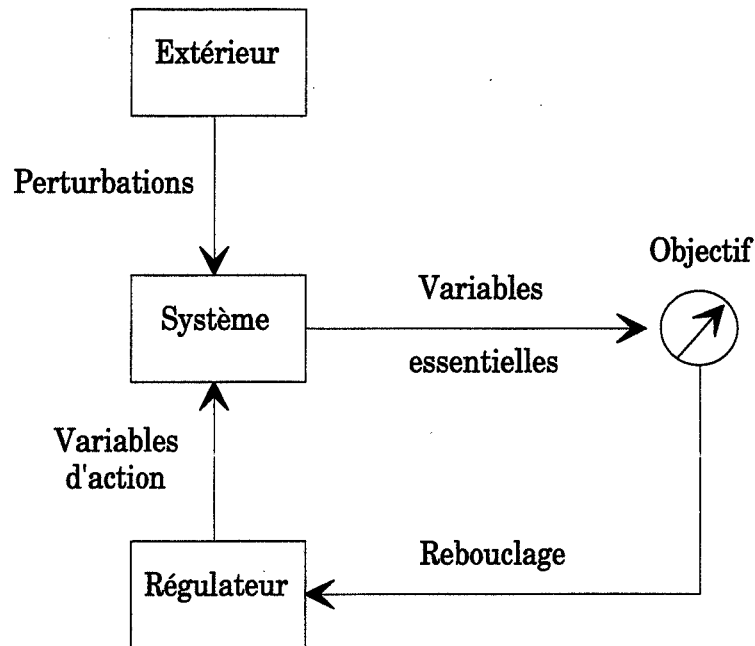 Extérieur
Perturbations
Objectif
Système
Variables
essentielles
Variables
d'action
Rebouclage
Régulateur